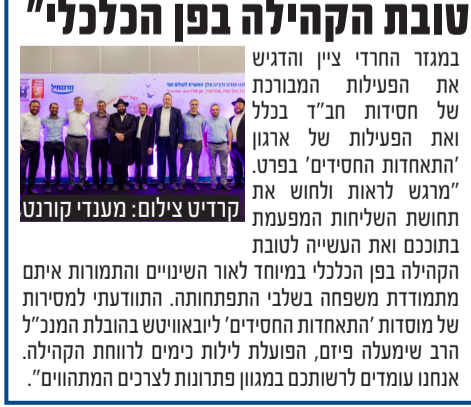 טובת הקהילה בפן הכלכלי"
במגזר החרדי ציין והדגיש
את הפעילות המבורכת
של חסידות חב"ד בכלל
ואת הפעילות של ארגון
'התאחדות החסידים' בפרט.
"מרגש לראות ולחוש את
תחושת השליחות המפעמת
בתוככם ואת העשייה לטובת
קרדיט צילום: מענדי קורנט
הקהילה בפן הכלכלי במיוחד לאור השינויים והתמורות איתם
מתמודדת משפחה בשלבי התפתחותה. התוודעתי למסירות
של מוסדות 'התאחדות החסידים' ליובאוויטש בהובלת המנכ"ל
הרב שימעלה פיזם, הפועלת לילות כימים לרווחת הקהילה.
אנחנו עומדים לרשותכם במגוון פתרונות לצרכים המתהווים".